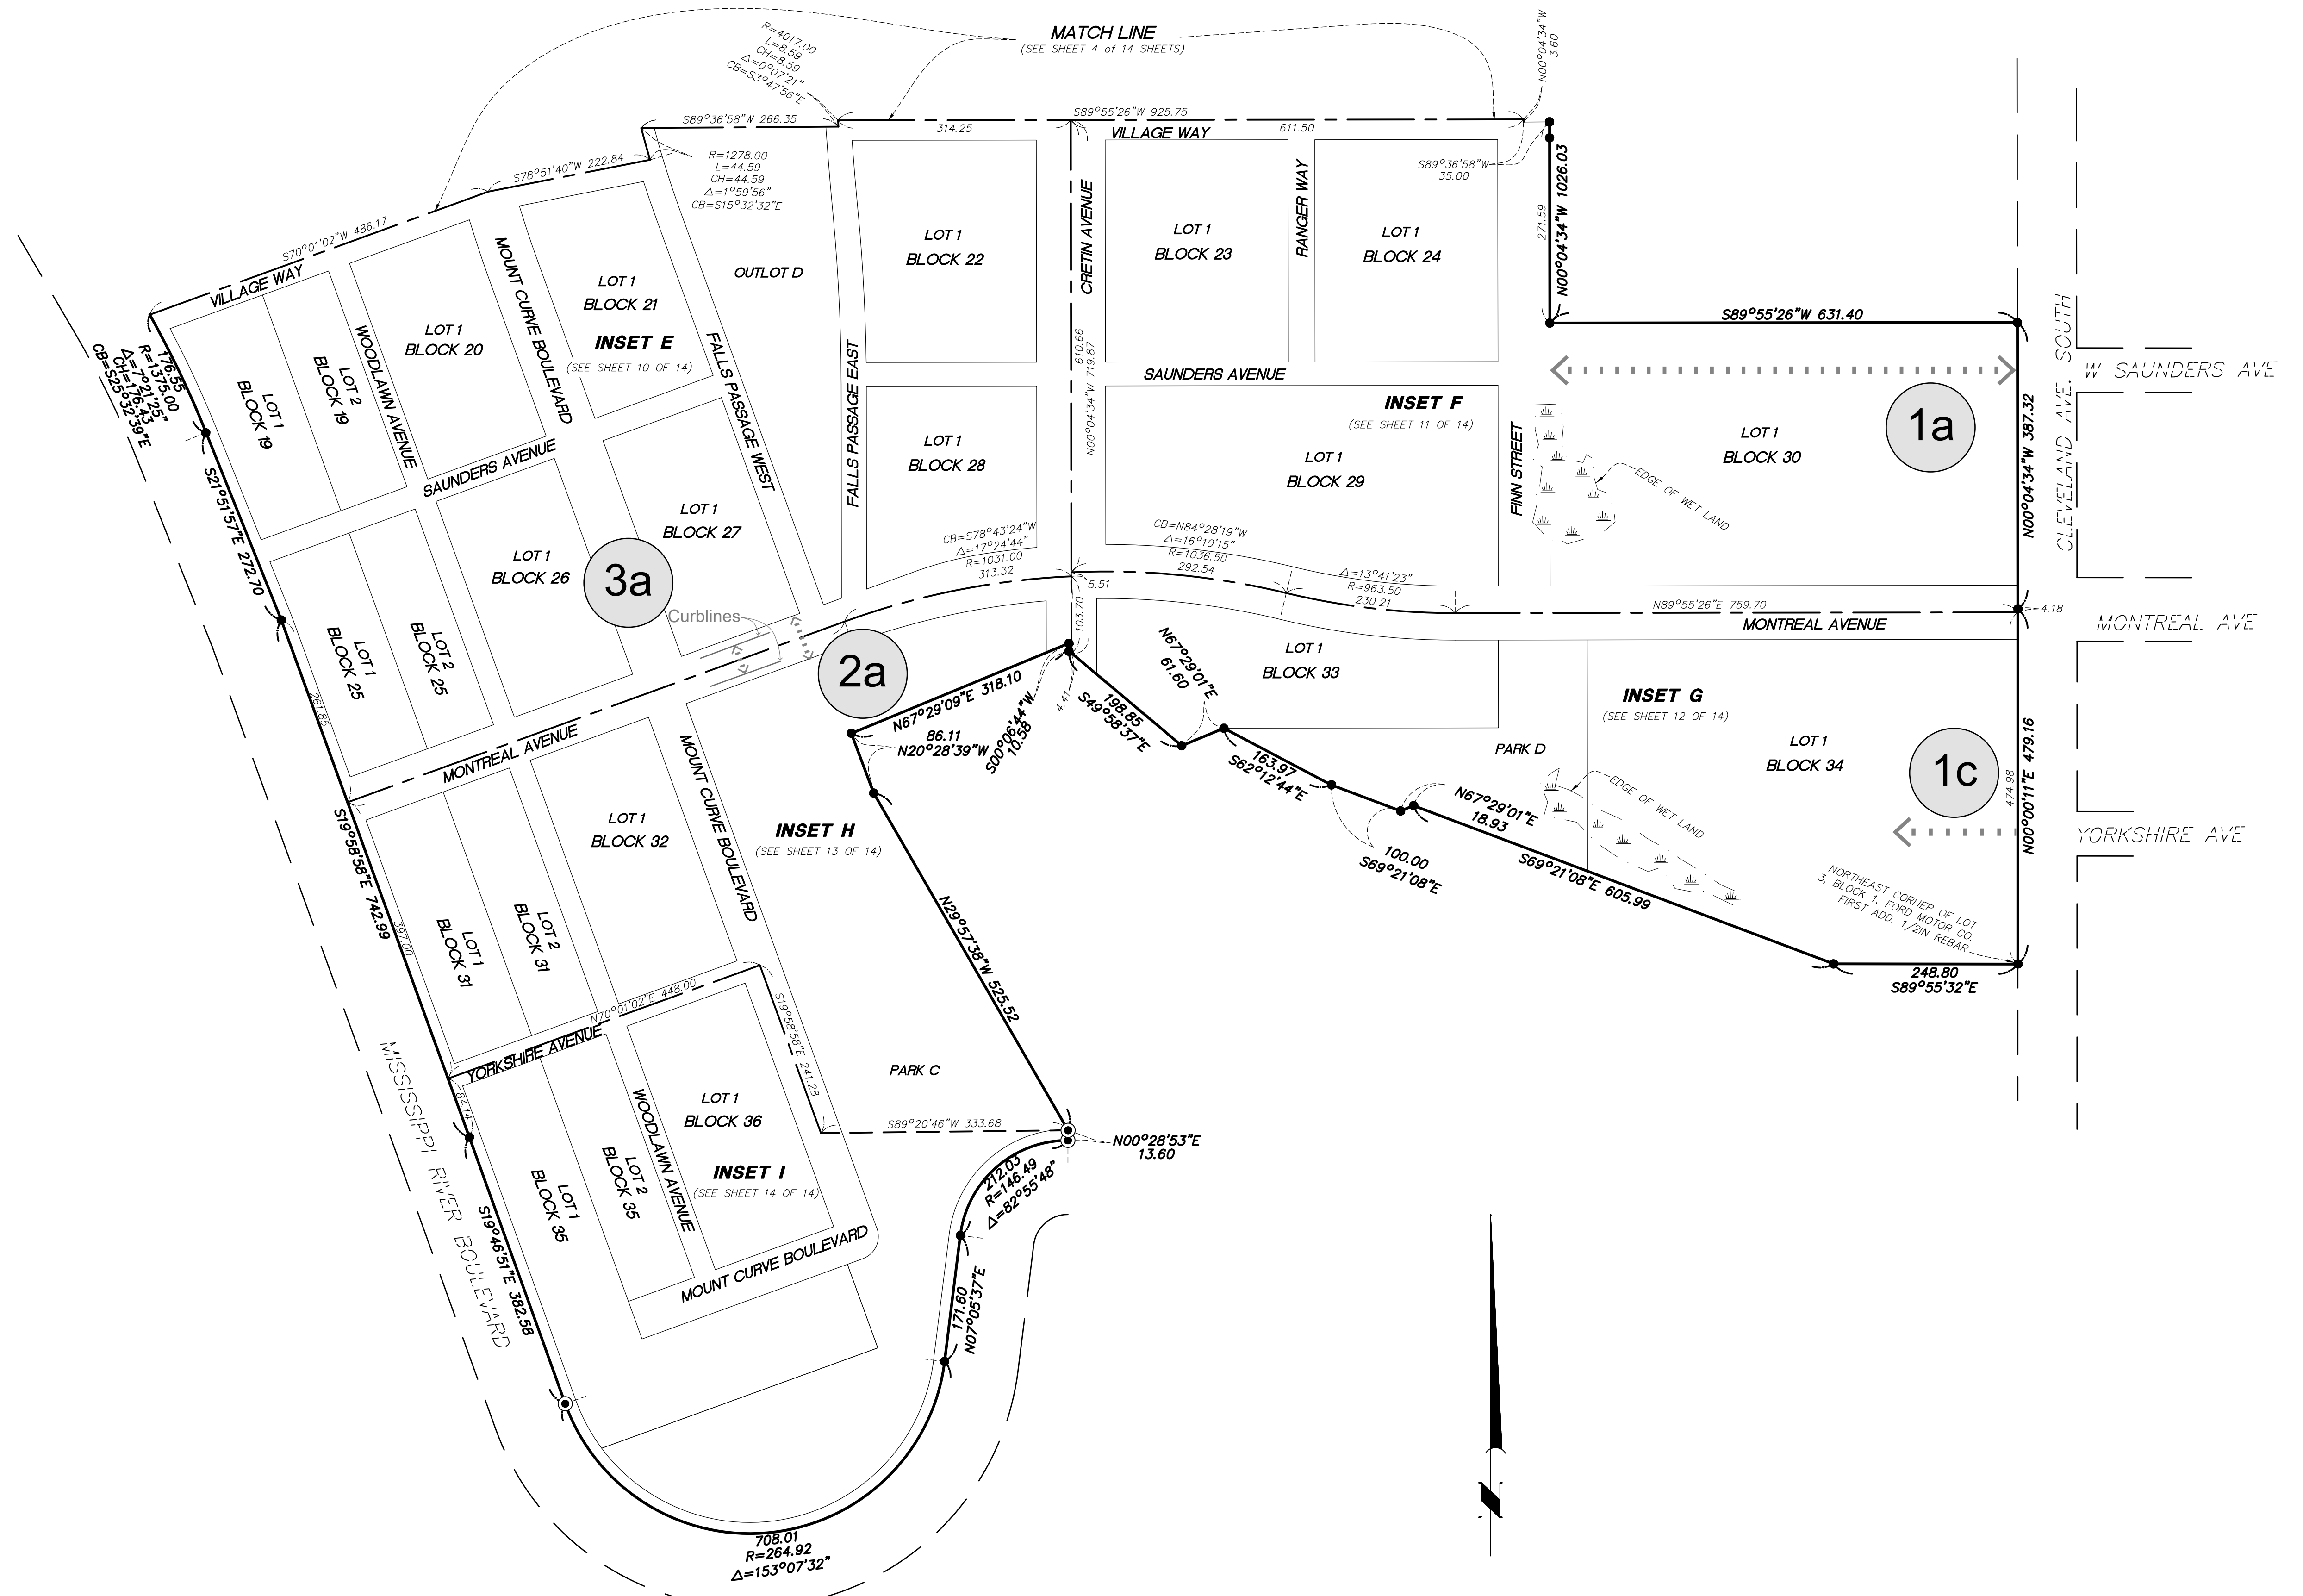 MATCH LINE
(SEE SHEET 4 of 14 SHEETS)
R=4017.00
L=8.59
CH=8.59
Δ=0°07'21"
CB=S3°47'56"E
N00°04'34"W
3.60
S89°36'58"W 266.35
S89°55'26"W 925.75
314.25
VILLAGE WAY
611.50
S89°36'58"W
35.00
R=1278.00
L=44.59
CH=44.59
Δ=1°59'56"
CB=S15°32'32"E
S78°51'40"W 222.84
S70°01'02"W 486.17
VILLAGE WAY
176.55
R=1375.00
Δ=7°21'25"
CH=176.43
CB=S25°32'39"E
LOT 1
BLOCK 19
LOT 2
BLOCK 19
WOODLAWN AVENUE
LOT 1
BLOCK 20
MOUNT CURVE BOULEVARD
LOT 1
BLOCK 21
INSET E
(SEE SHEET 10 OF 14)
OUTLOT D
FALLS PASSAGE WEST
FALLS PASSAGE EAST
LOT 1
BLOCK 22
CRETIN AVENUE
610.66
N00°04'34"W 719.87
LOT 1
BLOCK 23
RANGER WAY
LOT 1
BLOCK 24
271.59
N00°04'34"W 1026.03
S89°55'26"W 631.40
CLEVELAND AVE. SOUTH
W SAUNDERS AVE
SAUNDERS AVENUE
INSET F
(SEE SHEET 11 OF 14)
LOT 1
BLOCK 29
FINN STREET
EDGE OF WET LAND
LOT 1
BLOCK 30
1a
N00°04'34"W 387.32
LOT 1
BLOCK 28
CB=S78°43'24"W
Δ=17°24'44"
R=1031.00
313.32
CB=N84°28'19"W
Δ=16°10'15"
R=1036.50
292.54
5.51
Δ=13°41'23"
R=963.50
230.21
N89°55'26"E 759.70
4.18
MONTREAL AVENUE
MONTREAL AVE
SAUNDERS AVENUE
S21°51'57"E 272.70
LOT 1
BLOCK 25
LOT 2
BLOCK 25
LOT 1
BLOCK 26
LOT 1
BLOCK 27
3a
Curblines
2a
103.70
261.85
MONTREAL AVENUE
N67°29'09"E 318.10
86.11
N20°28'39"W
S00°06'44"W
10.58
4.41
198.85
S49°58'37"E
N67°29'01"E
61.60
LOT 1
BLOCK 33
163.97
S62°12'44"E
100.00
S69°21'08"E
N67°29'01"E
18.93
S69°21'08"E 605.99
PARK D
INSET G
(SEE SHEET 12 OF 14)
EDGE OF WET LAND
LOT 1
BLOCK 34
1c
474.98
N00°00'11"E 479.16
YORKSHIRE AVE
NORTHEAST CORNER OF LOT
3, BLOCK 1, FORD MOTOR CO.
FIRST ADD. 1/2IN REBAR
248.80
S89°55'32"E
S19°58'58"E 742.99
397.00
LOT 1
BLOCK 31
LOT 2
BLOCK 31
LOT 1
BLOCK 32
MOUNT CURVE BOULEVARD
INSET H
(SEE SHEET 13 OF 14)
N29°57'38"W 525.52
N70°01'02"E 448.00
YORKSHIRE AVENUE
S19°58'58"E 241.28
PARK C
S89°20'46"W 333.68
N00°28'53"E
13.60
84.14
MISSISSIPPI RIVER BOULEVARD
S19°46'51"E 382.58
LOT 1
BLOCK 35
LOT 2
BLOCK 35
WOODLAWN AVENUE
LOT 1
BLOCK 36
INSET I
(SEE SHEET 14 OF 14)
MOUNT CURVE BOULEVARD
212.03
R=146.49
Δ=82°55'48"
171.60
N07°05'37"E
708.01
R=264.92
Δ=153°07'32"
N